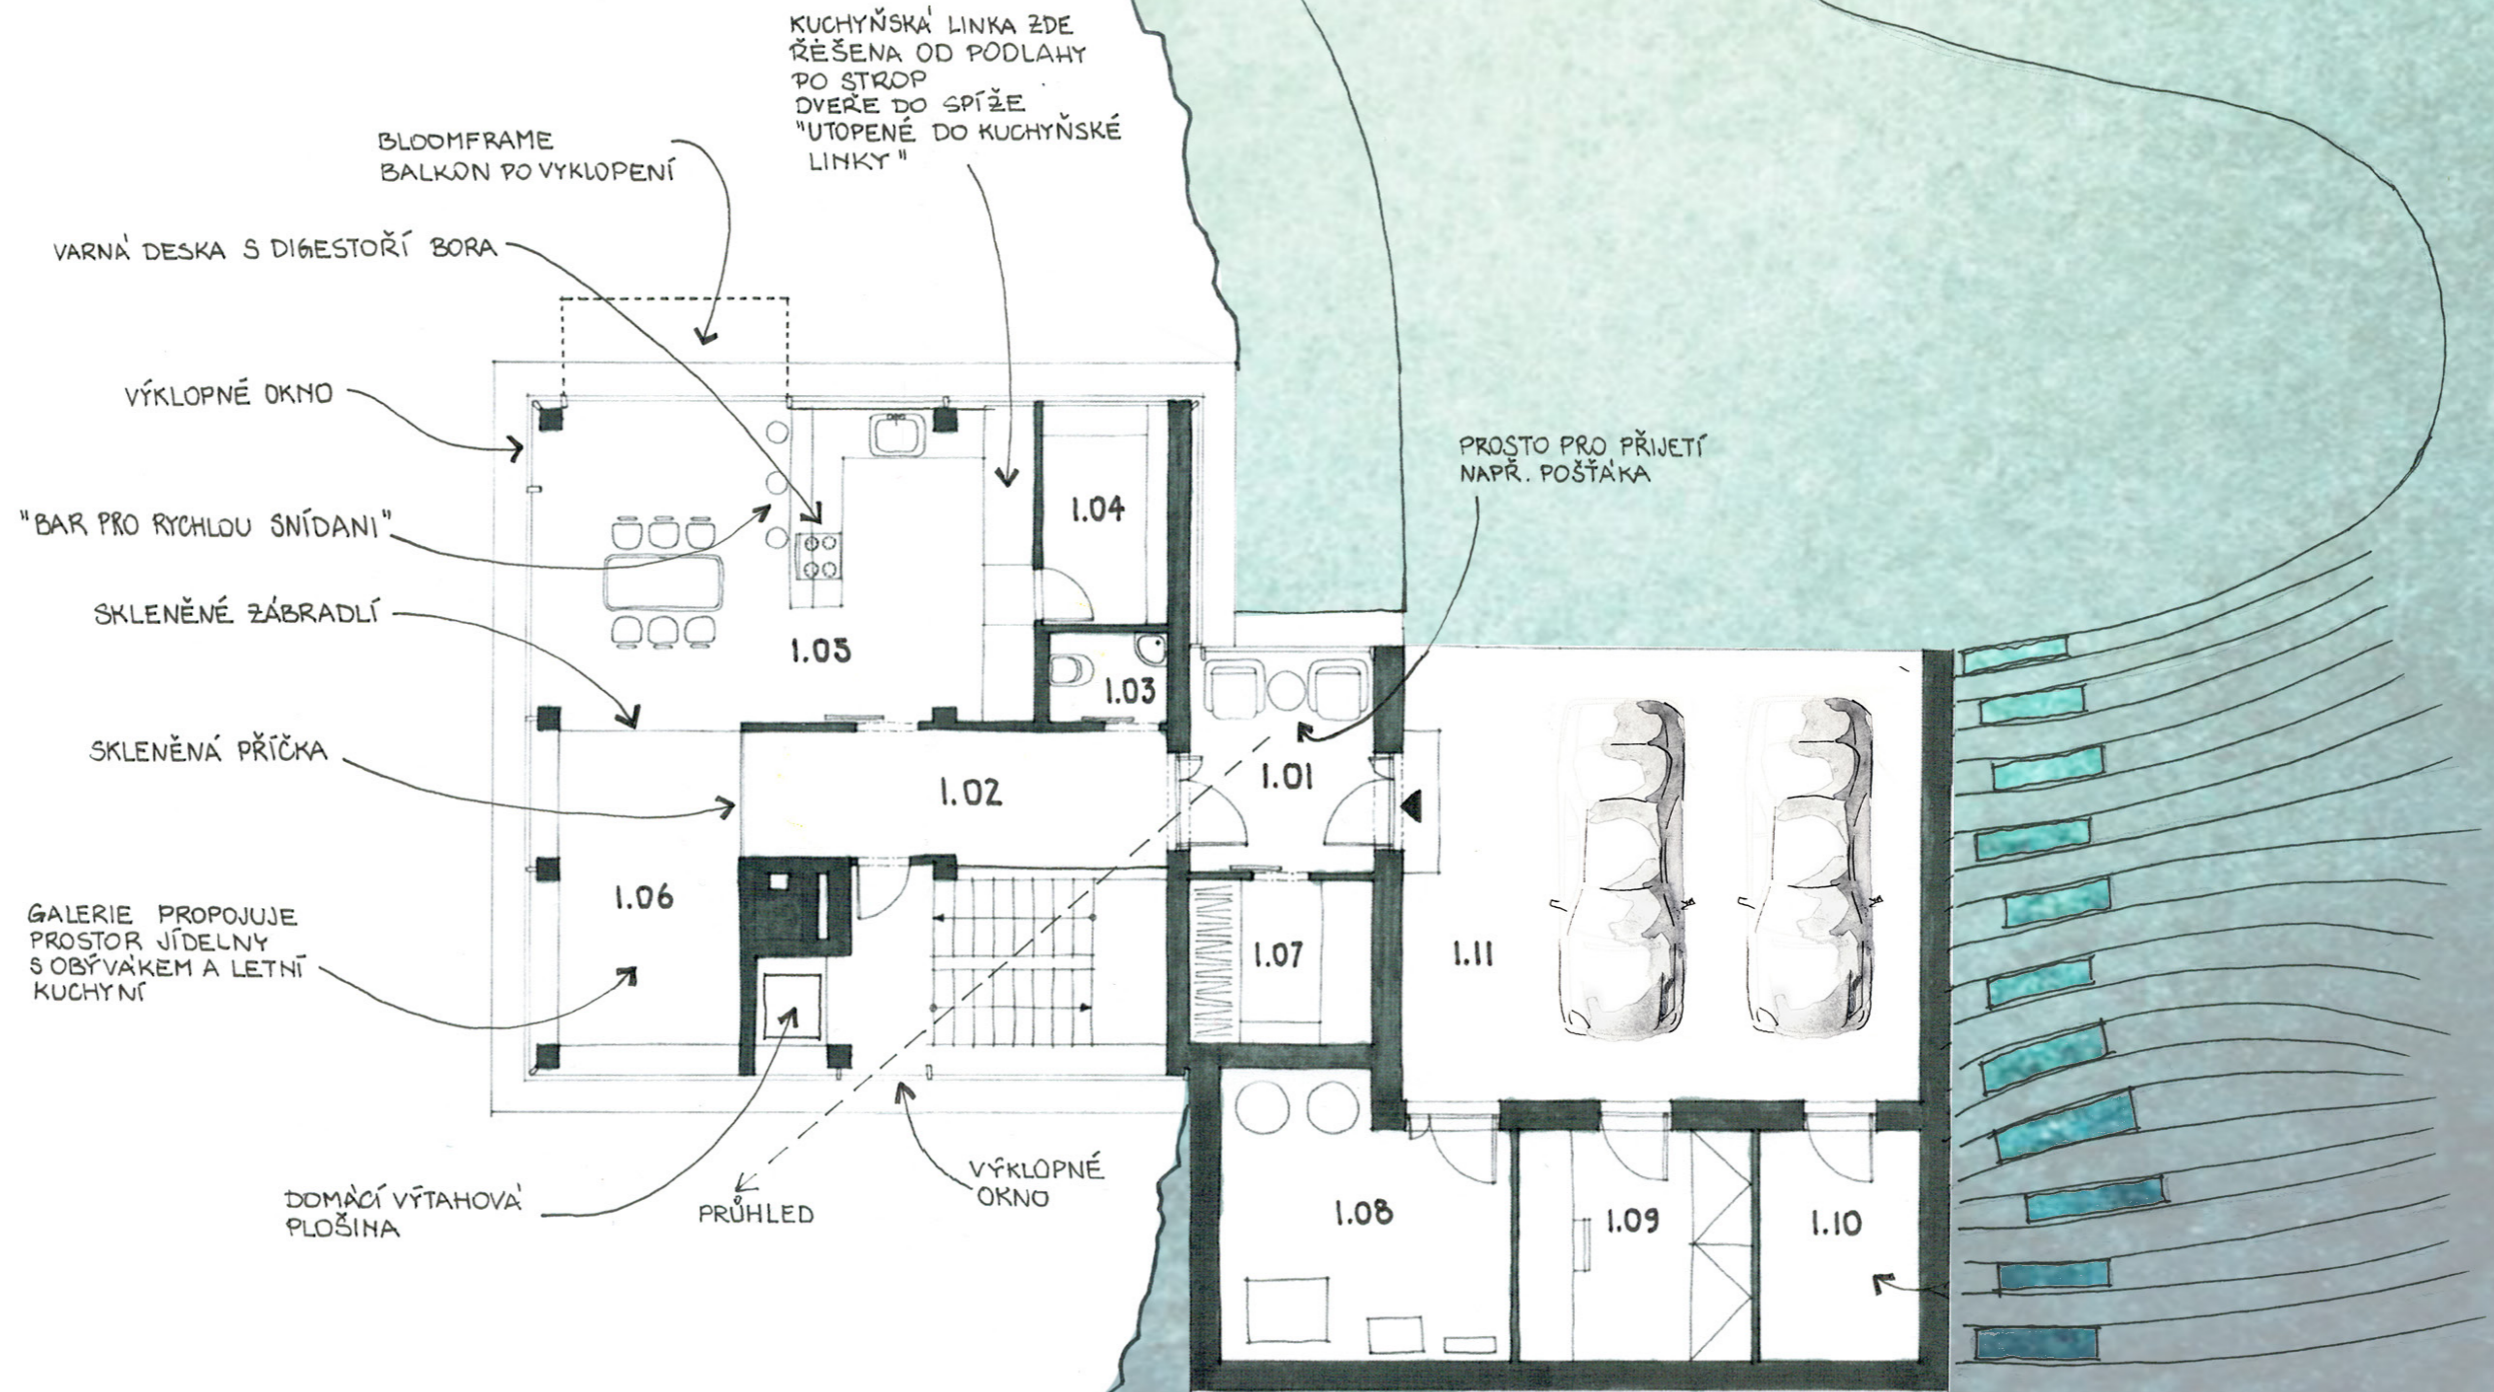 KUCHYŇSKÁ LINKA ZDE
ŘEŠENA OD PODLAHY
PO STROP
DVEŘE DO SPÍŽE
"UTOPENÉ DO KUCHYŇSKÉ
LINKY"
BLOOMFRAME
BALKON PO VYKLOPENÍ
VARNÁ DESKA S DIGESTOŘÍ BORA
VÝKLOPNÉ OKNO
"BAR PRO RYCHLOU SNÍDANI"
SKLENĚNÉ ZÁBRADLÍ
SKLENĚNÁ PŘÍČKA
GALERIE PROPOJUJE
PROSTOR JÍDELNY
S OBÝVÁKEM A LETNÍ
KUCHYNÍ
DOMÁCÍ VÝTAHOVÁ
PLOŠINA
PRŮHLED
VÝKLOPNÉ
OKNO
PROSTO PRO PŘIJETÍ
NAPŘ. POŠŤÁKA
1.04
1.05
1.03
1.02
1.01
1.06
1.07
1.11
1.08
1.09
1.10